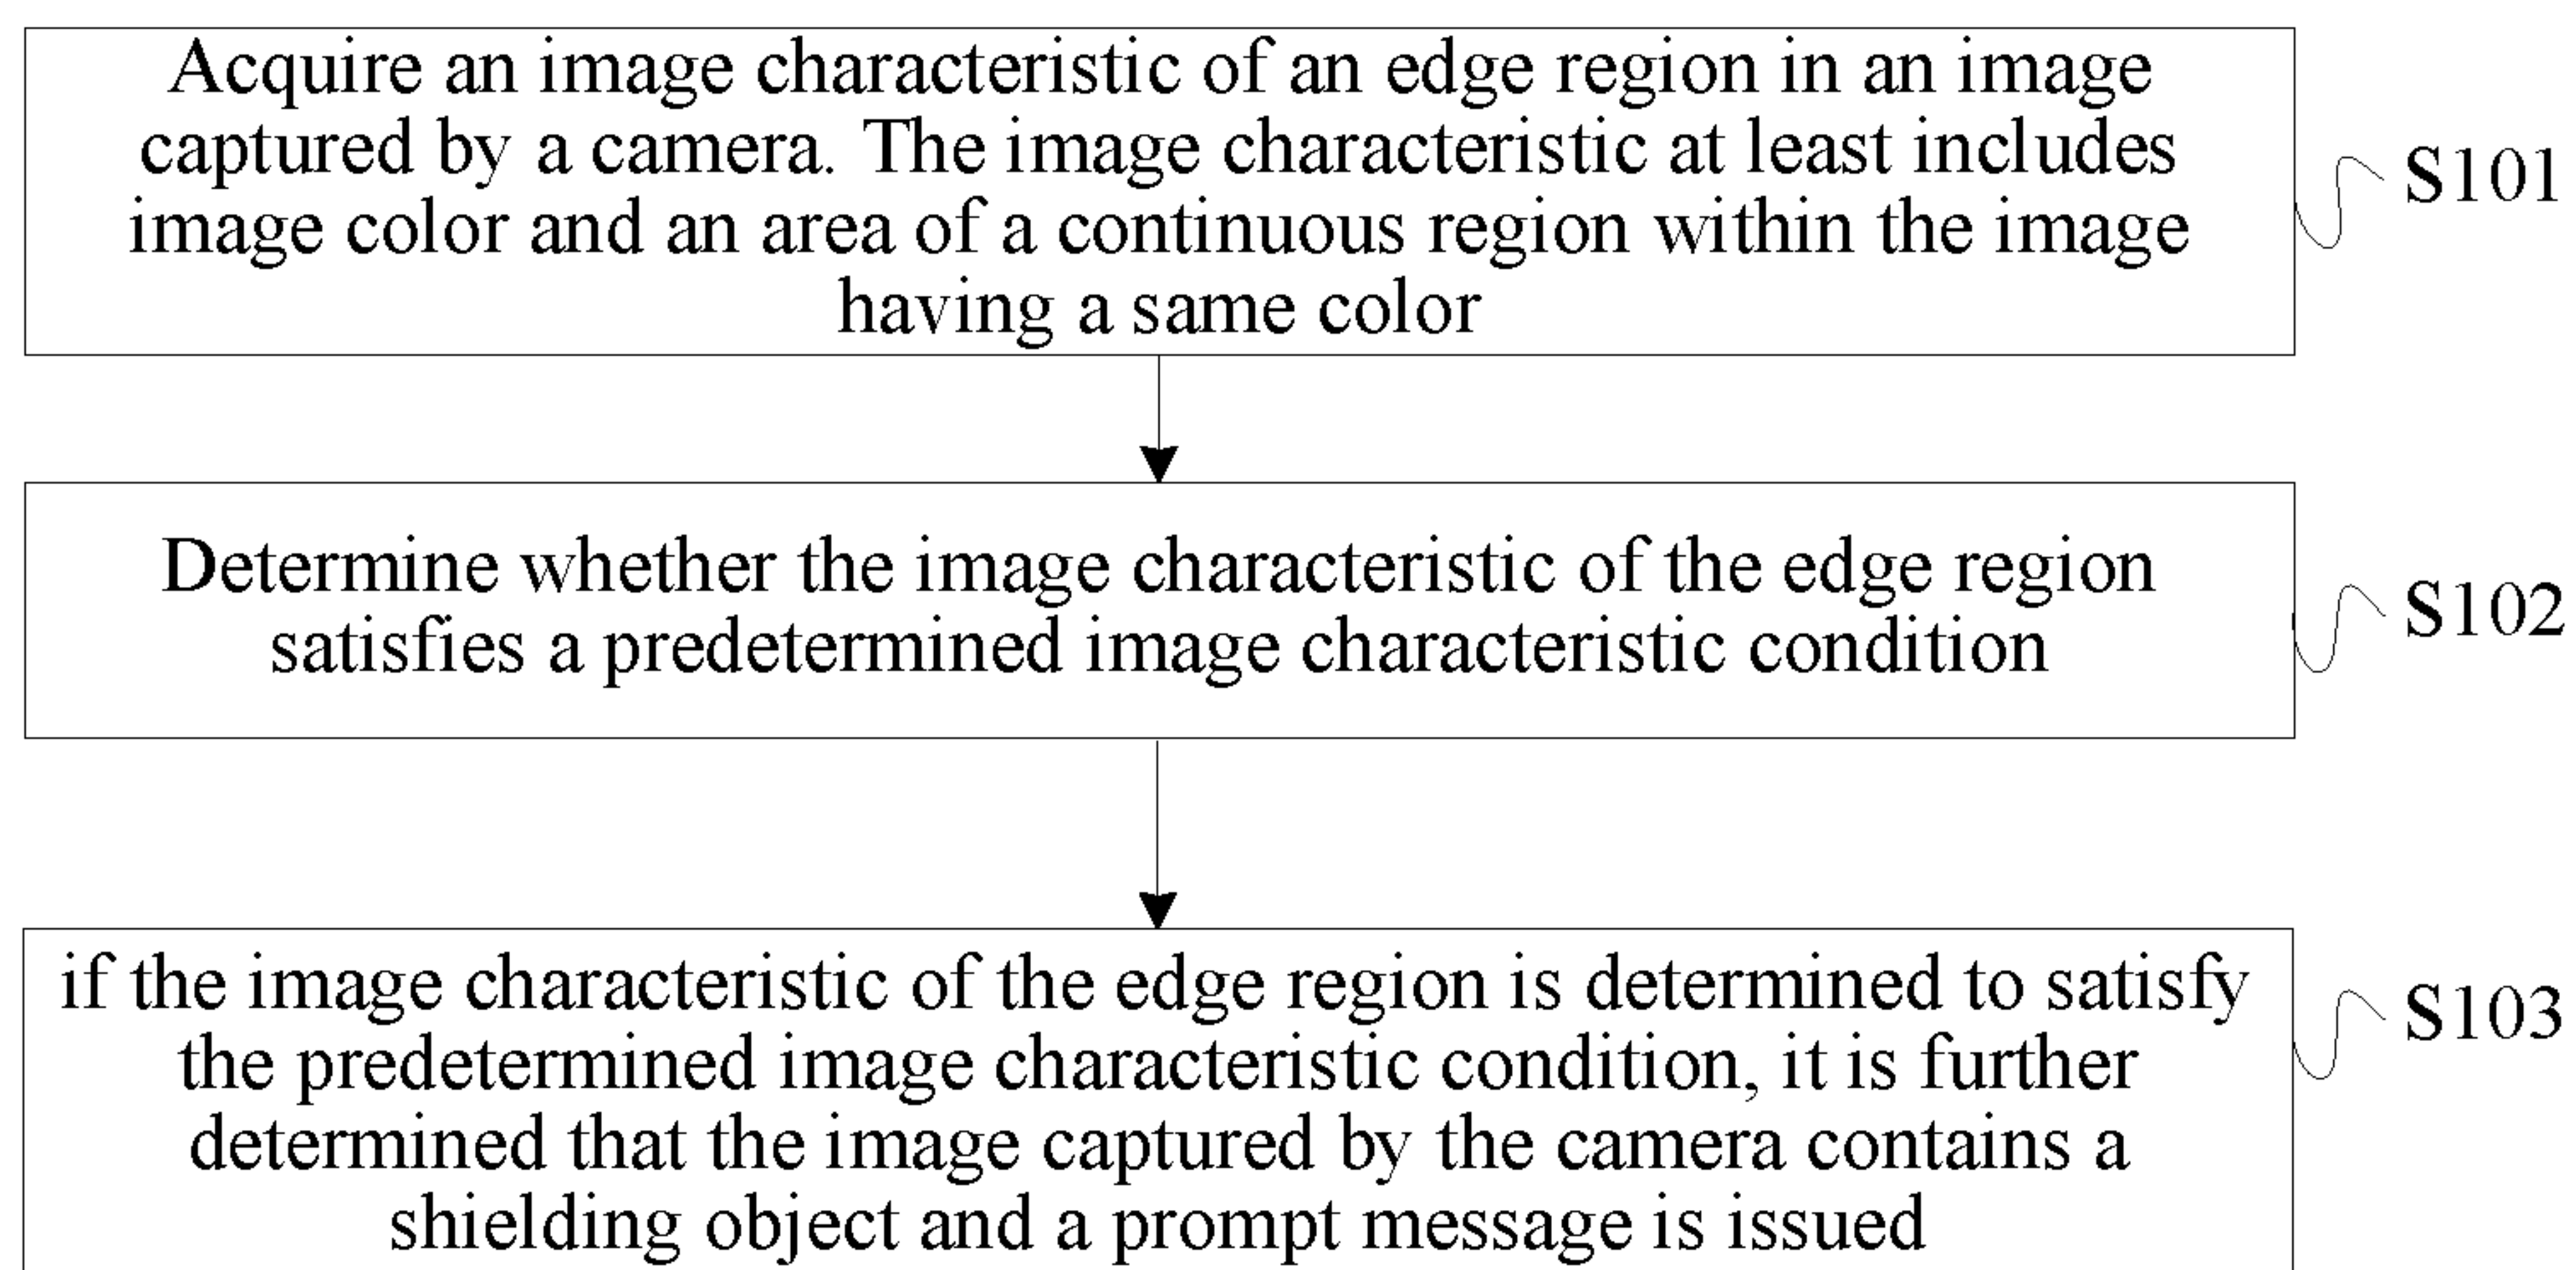 Acquire an image characteristic of an edge region in an image
captured by a camera. The image characteristic at least includes
image color and an area of a continuous region within the image
having a same color
S101
Determine whether the image characteristic of the edge region
satisfies a predetermined image characteristic condition
S102
if the image characteristic of the edge region is determined to satisfy
the predetermined image characteristic condition, it is further
determined that the image captured by the camera contains a
shielding object and a prompt message is issued
S103